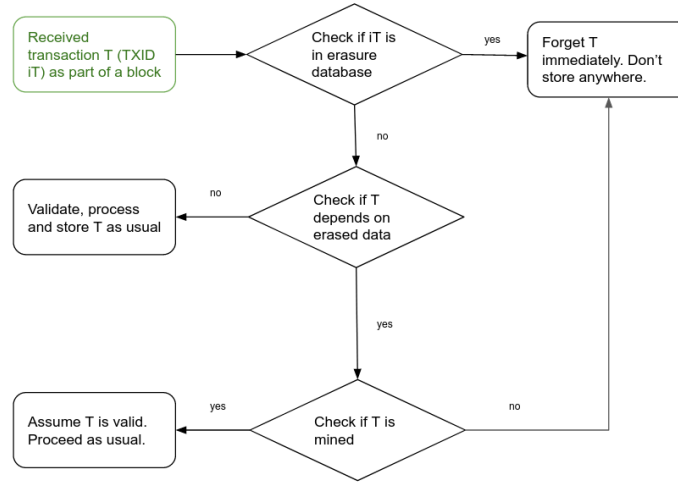 Received
transaction T (TXID
iT) as part of a block
Check if iT is
in erasure
database
yes
Forget T
immediately. Don't
store anywhere.
no
Check if T
depends on
erased data
no
Validate, process
and store T as usual
yes
Check if T is
mined
yes
Assume T is valid.
Proceed as usual.
no